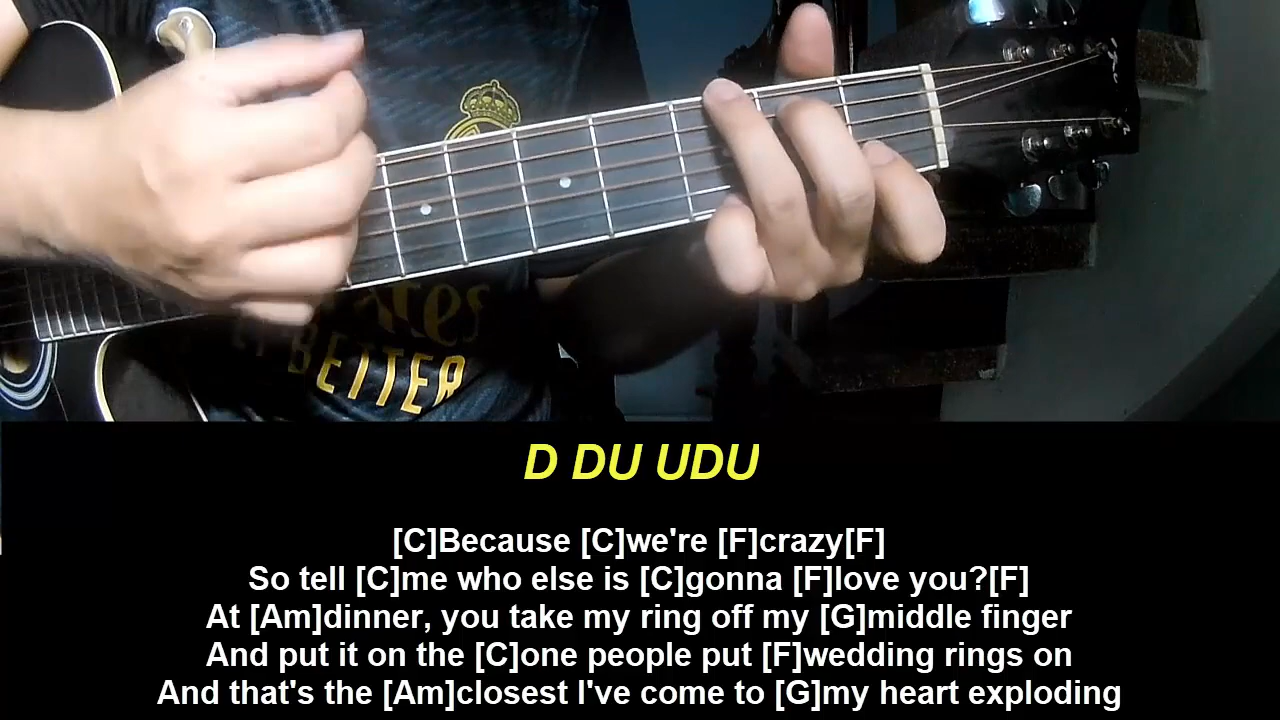 BETTER
D DU UDU
[C]Because [C]we're [F]crazy[F]
So tell [C]me who else is [C]gonna [F]love you?[F]
At [Am]dinner, you take my ring off my [G]middle finger
And put it on the [C]one people put [F]wedding rings on
And that's the [Am]closest I've come to [G]my heart exploding